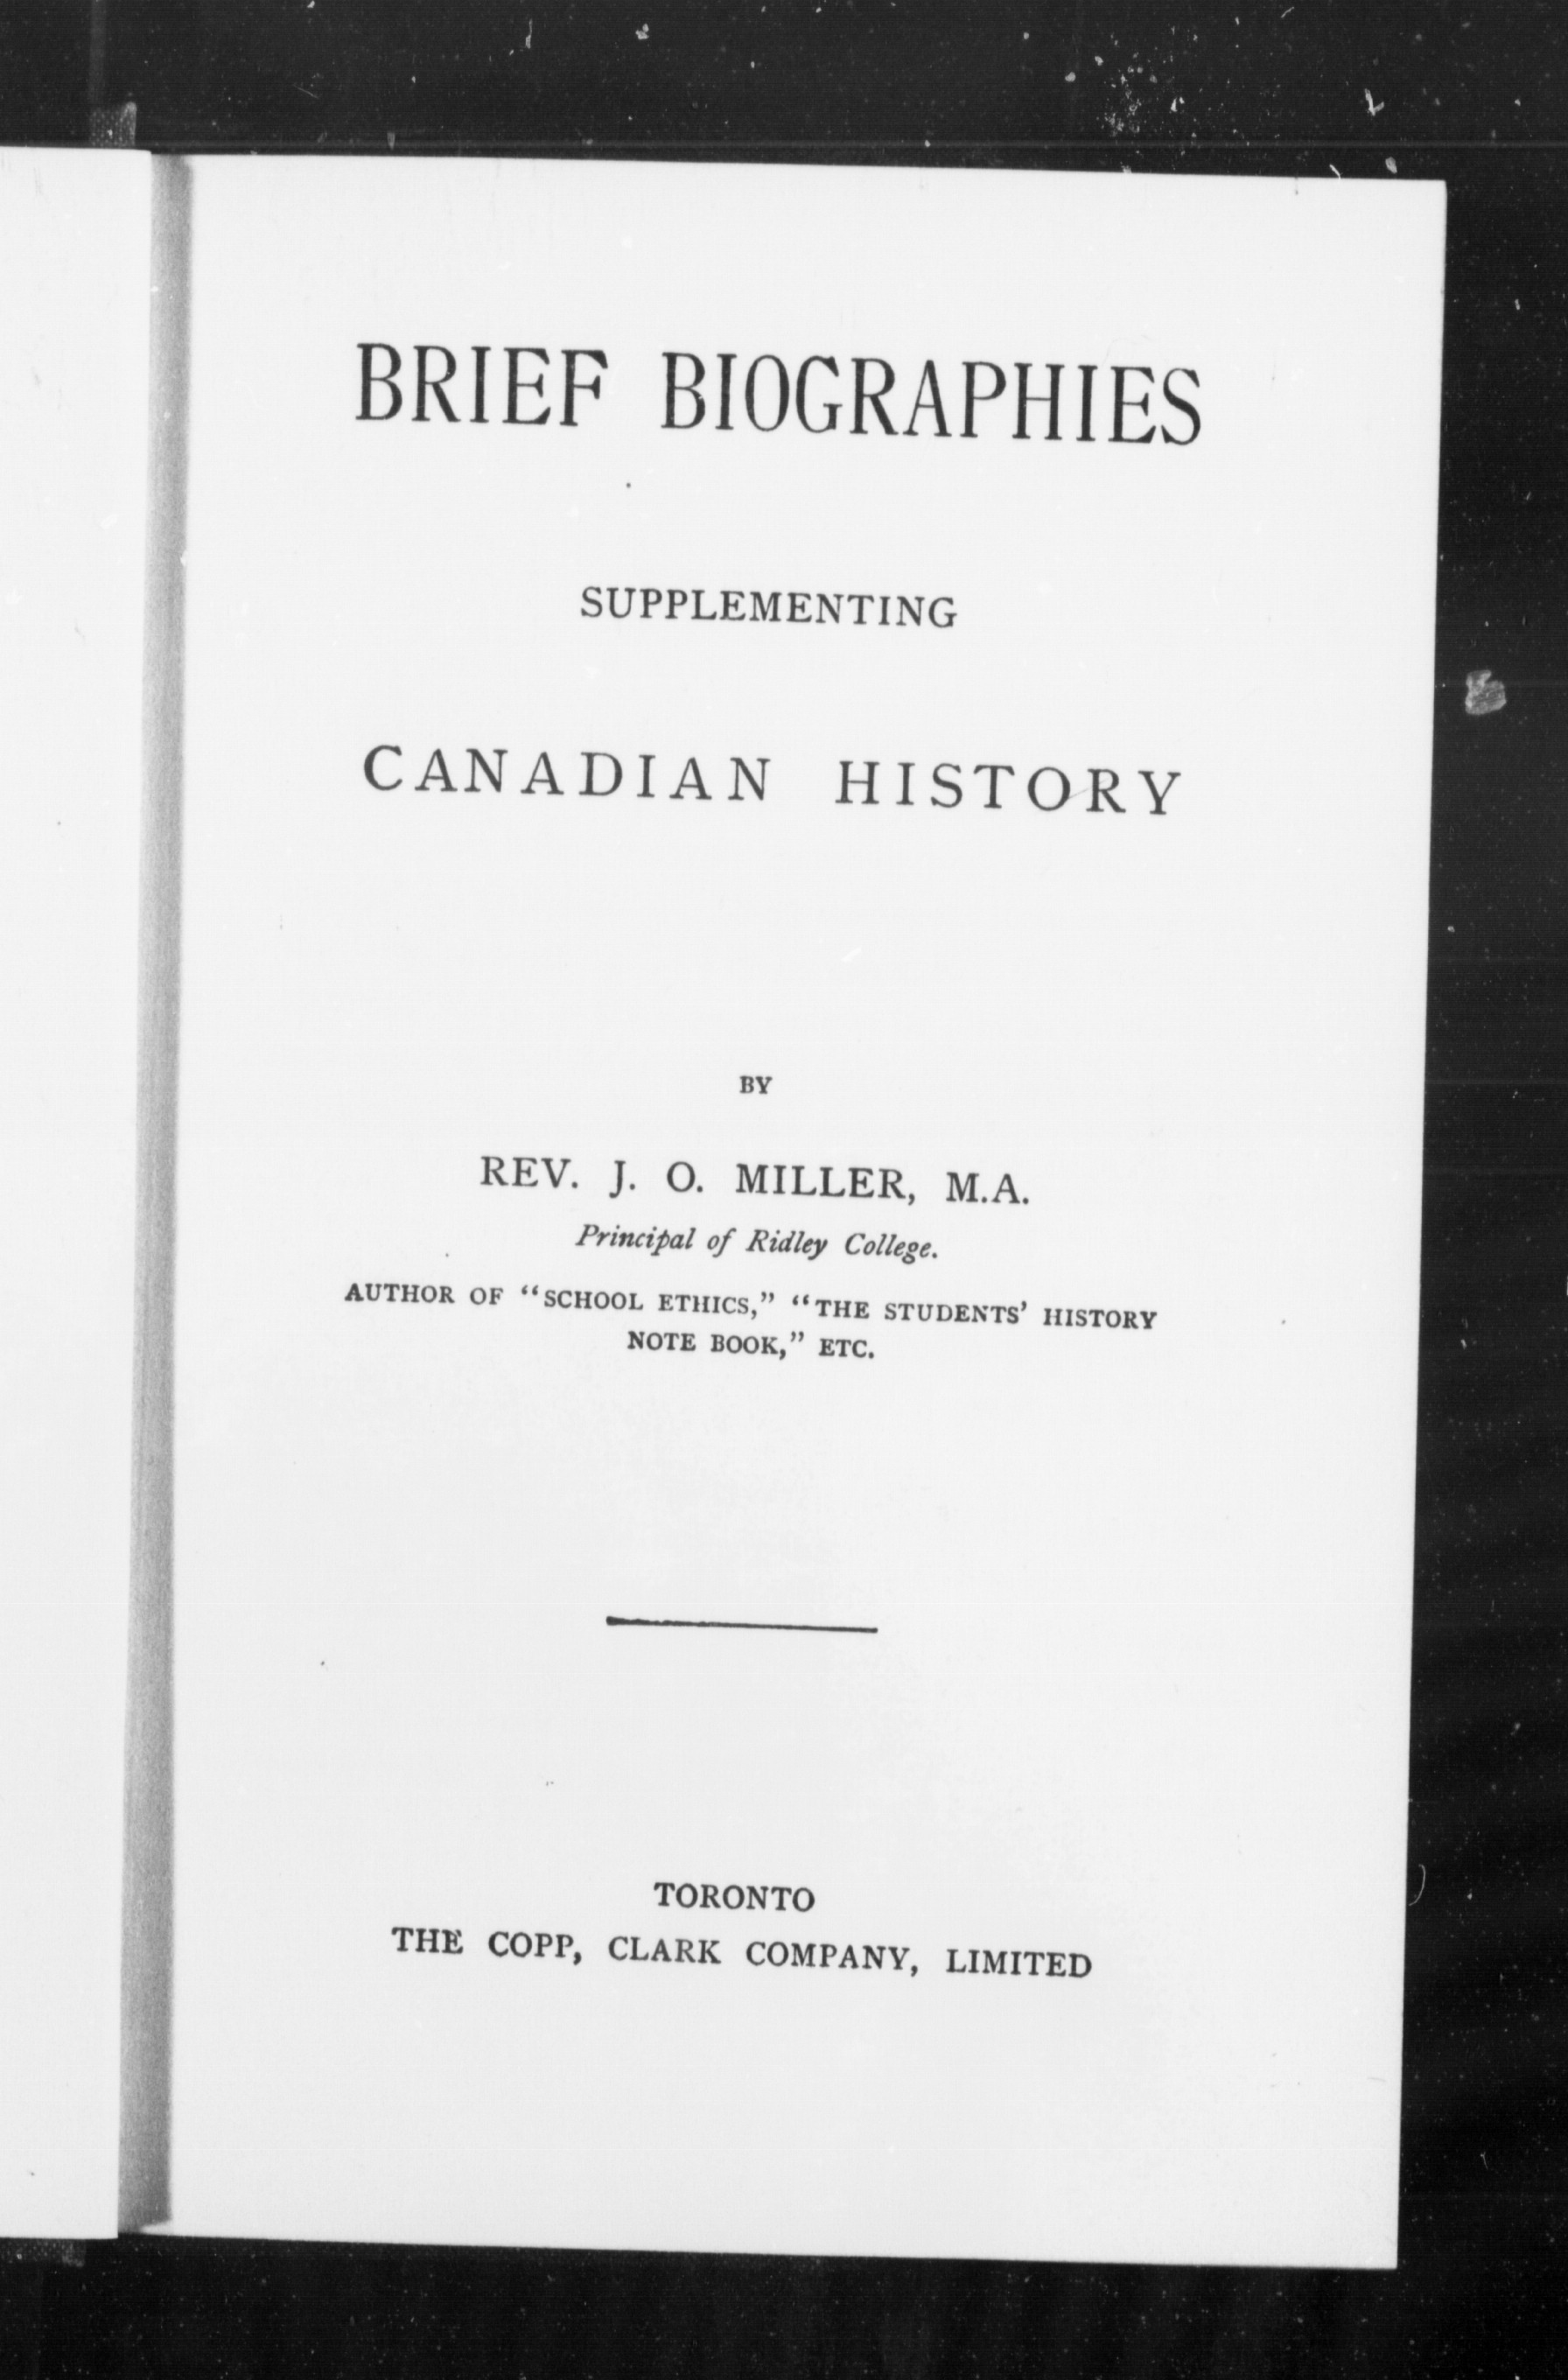 BRIEF BIOGRAPHIES
SUPPLEMENTING
CANADIAN HISTORY
BY
REV. J. O. MILLER, M.A.
Principal of Ridley College.
AUTHOR OF “SCHOOL ETHICS,” “THE STUDENTS’ HISTORY
NOTE BOOK,” ETC.
TORONTO
THE COPP, CLARK COMPANY, LIMITED